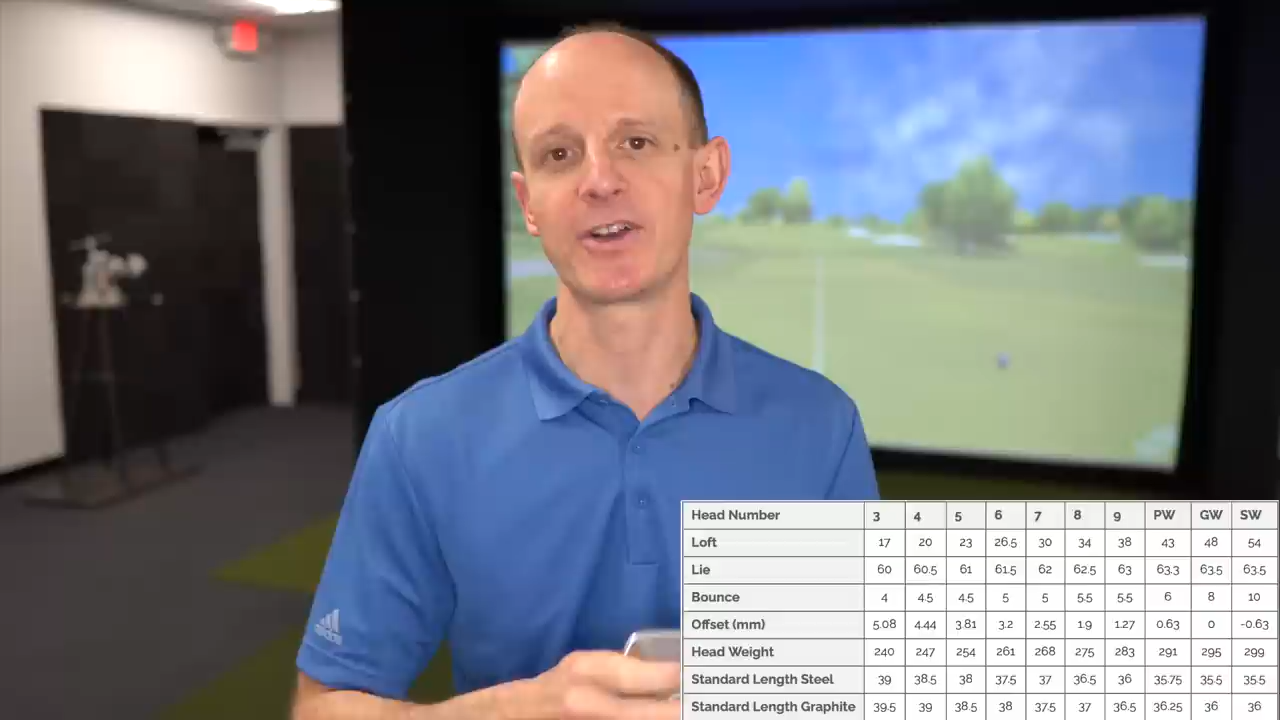 adidas
Head Number 3 4 5 6 7 8 9 PW GW SW
Loft 17 20 23 26.5 30 34 38 43 48 54
Lie 60 60.5 61 61.5 62 62.5 63 63.3 63.5 63.5
Bounce 4 4.5 4.5 5 5 5.5 5.5 6 8 10
Offset (mm) 5.08 4.44 3.81 3.2 2.55 1.9 1.27 0.63 0 -0.63
Head Weight 240 247 254 261 268 275 283 291 295 299
Standard Length Steel 39 38.5 38 37.5 37 36.5 36 35.75 35.5 35.5
Standard Length Graphite 39.5 39 38.5 38 37.5 37 36.5 36.25 36 36